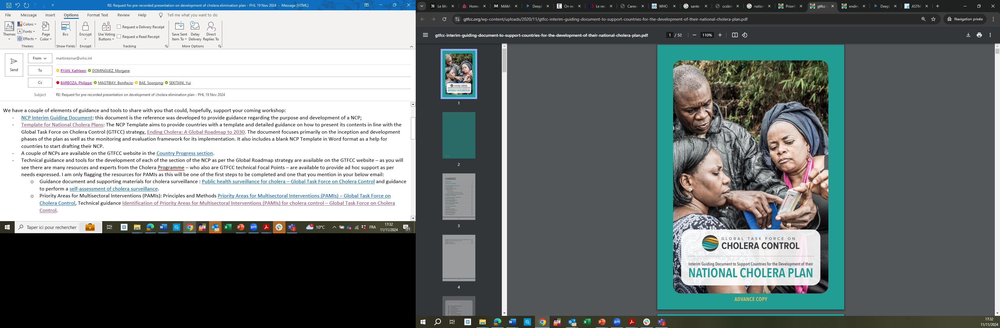 RE: Request for pre-recorded presentation on development of cholera elimination plan - PHL 19 Nov 2024 - Message (HTML)
File Message Insert Options Format Text Review Help Tell me what you want to do
Themes
Colors
Fonts
Effects
Page
Color
Themes
Bcc
Show Fields
Encrypt
Encrypt
Use Voting
Buttons
Request a Delivery Receipt
Request a Read Receipt
Tracking
Save Sent
Item To
Delay
Delivery
Direct
Replies To
More Options
Send
From martinezmar@who.int
To RYAN, Kathleen; DOMINGUEZ, Morgane
Cc BARBOZA, Philippe; MAGTIBAY, Bonifacio; BAE, Soonjong; SEKITANI, Yui
Subject RE: Request for pre-recorded presentation on development of cholera elimination plan - PHL 19 Nov 2024
We have a couple of elements of guidance and tools to share with you that could, hopefully, support your coming workshop:
- NCP Interim Guiding Document: this document is the reference was developed to provide guidance regarding the purpose and development of a NCP;
- Template for National Cholera Plans: The NCP Template aims to provide countries with a template and detailed guidance on how to present its contents in line with the
Global Task Force on Cholera Control (GTFCC) strategy, Ending Cholera: A Global Roadmap to 2030. The document focuses primarily on the inception and development
phases of the plan as well as the monitoring and evaluation framework for its implementation. It also includes a blank NCP Template in Word format as a help for
countries to start drafting their NCP.
- A couple of NCPs are available on the GTFCC website in the Country Progress section.
- Technical guidance and tools for the development of each of the section of the NCP as per the Global Roadmap strategy are available on the GTFCC website – as you will
see there are many resources and experts from the Cholera Programme – who also are GTFCC technical Focal Points – are available to provide ad hoc support as per
needs expressed. I am only flagging the resources for PAMIs as this will be one of the first steps to be completed and one that you mention in your below email:
o Guidance document and supporting materials for cholera surveillance : Public health surveillance for cholera – Global Task Force on Cholera Control and guidance
to perform a self-assessment of cholera surveillance.
o Priority Areas for Multisectoral Interventions (PAMIs): Principles and Methods Priority Areas for Multisectoral Interventions (PAMIs) – Global Task Force on
Cholera Control, Technical guidance Identification of Priority Areas for Multisectoral Interventions (PAMIs) for cholera control – Global Task Force on Cholera
Control.
Taper ici pour rechercher
GSM
zm
2
1
10°C
FRA
17:32
11/11/2024
21
Le Mo Home MAMO DeepL On rec Le rec Caree WHO sante ccsbri nation Priorit gtfcc-i endin DeepL ASTM
gtfcc.org/wp-content/uploads/2020/11/gtfcc-interim-guiding-document-to-support-countries-for-the-development-of-their-national-cholera-plan.pdf
Navigation privée
gtfcc-interim-guiding-document-to-support-countries-for-the-development-of-their-national-cholera-plan.pdf
1 / 52
110%
CHOLERA CONTROL
NATIONAL CHOLERA PLAN
1
2
CONTENTS
3
4
GLOBAL TASK FORCE ON
CHOLERA CONTROL
Interim Guiding Document to Support Countries for the Development of their
NATIONAL CHOLERA PLAN
ADVANCE COPY
GSM
zm
2
17:32
11/11/2024